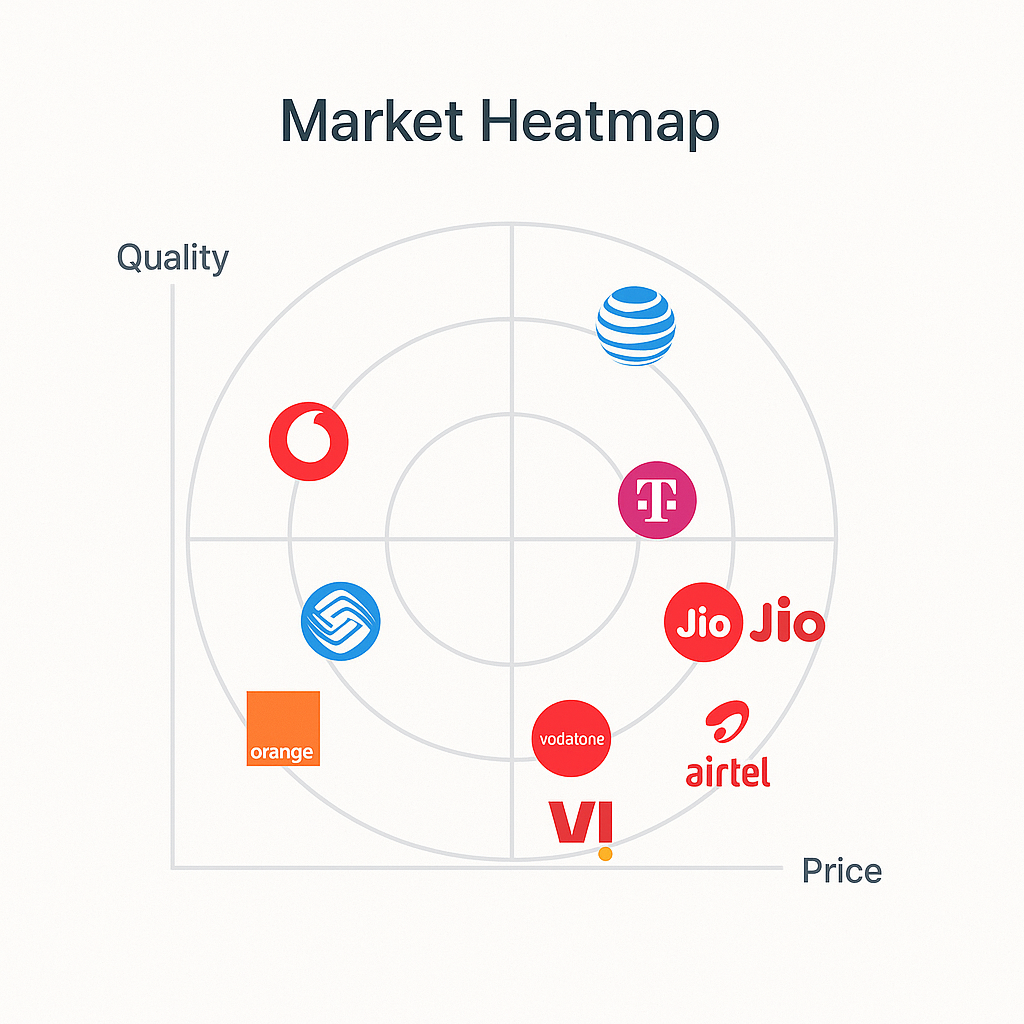 Market Heatmap
Quality
T
Jio Jio
orange
vodatone
airtel
VI
Price